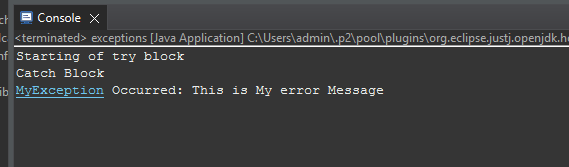 Console
<terminated> exceptions [Java Application] C:\Users\admin\.p2\pool\plugins\org.eclipse.justj.openjdk.h
Starting of try block
Catch Block
MyException Occurred: This is My error Message